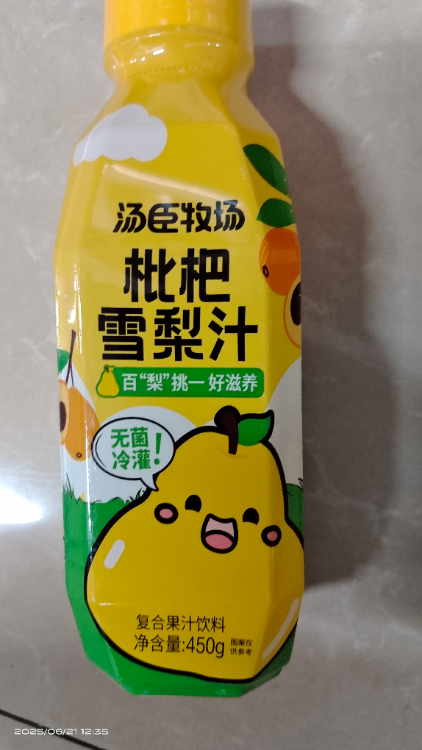 汤臣牧场
枇杷
雪梨汁
百“梨”挑一 好滋养
无菌
冷灌!
复合果汁饮料
净含量:450g
图案仅
供参考
2025/06/21 12:35